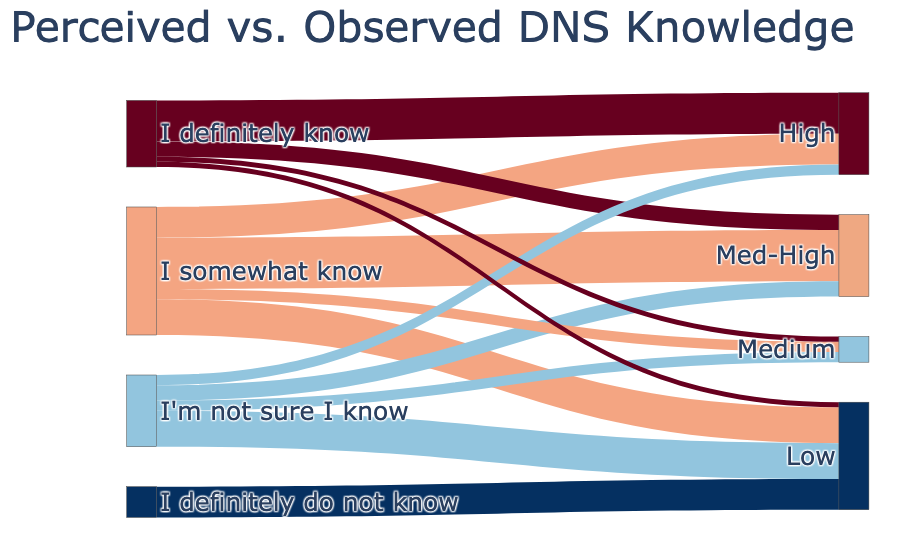 Perceived vs. Observed DNS Knowledge
I definitely know
High
Med-High
I somewhat know
Medium
I'm not sure I know
Low
I definitely do not know